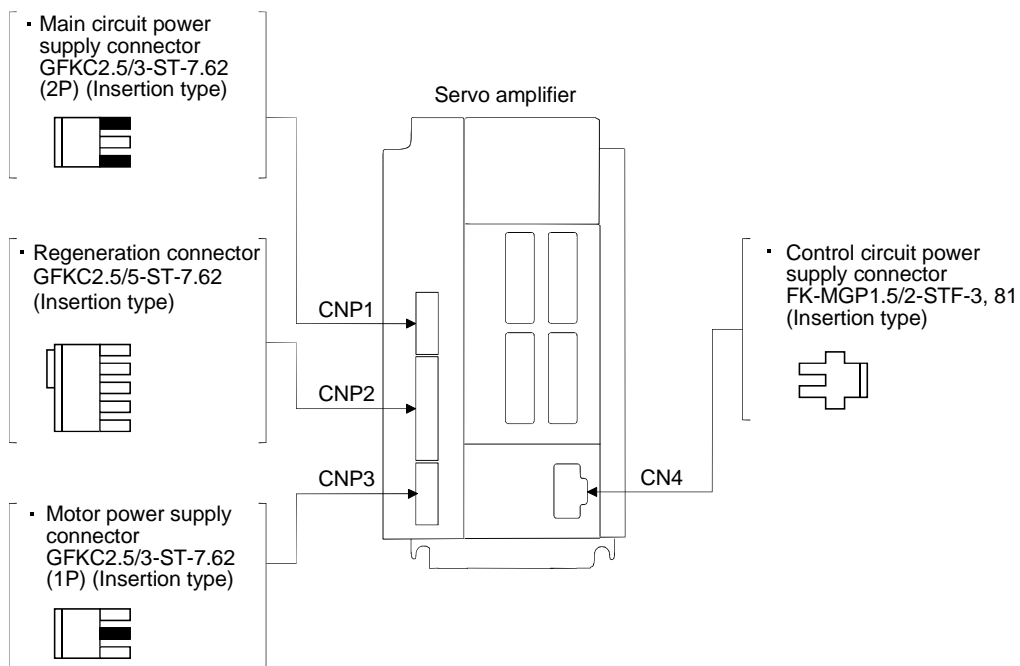 · Main circuit power
supply connector
GFKC2.5/3-ST-7.62
(2P) (Insertion type)
Servo amplifier
· Regeneration connector
GFKC2.5/5-ST-7.62
(Insertion type)
· Control circuit power
supply connector
FK-MGP1.5/2-STF-3, 81
(Insertion type)
CNP1
CNP2
CNP3
CN4
· Motor power supply
connector
GFKC2.5/3-ST-7.62
(1P) (Insertion type)